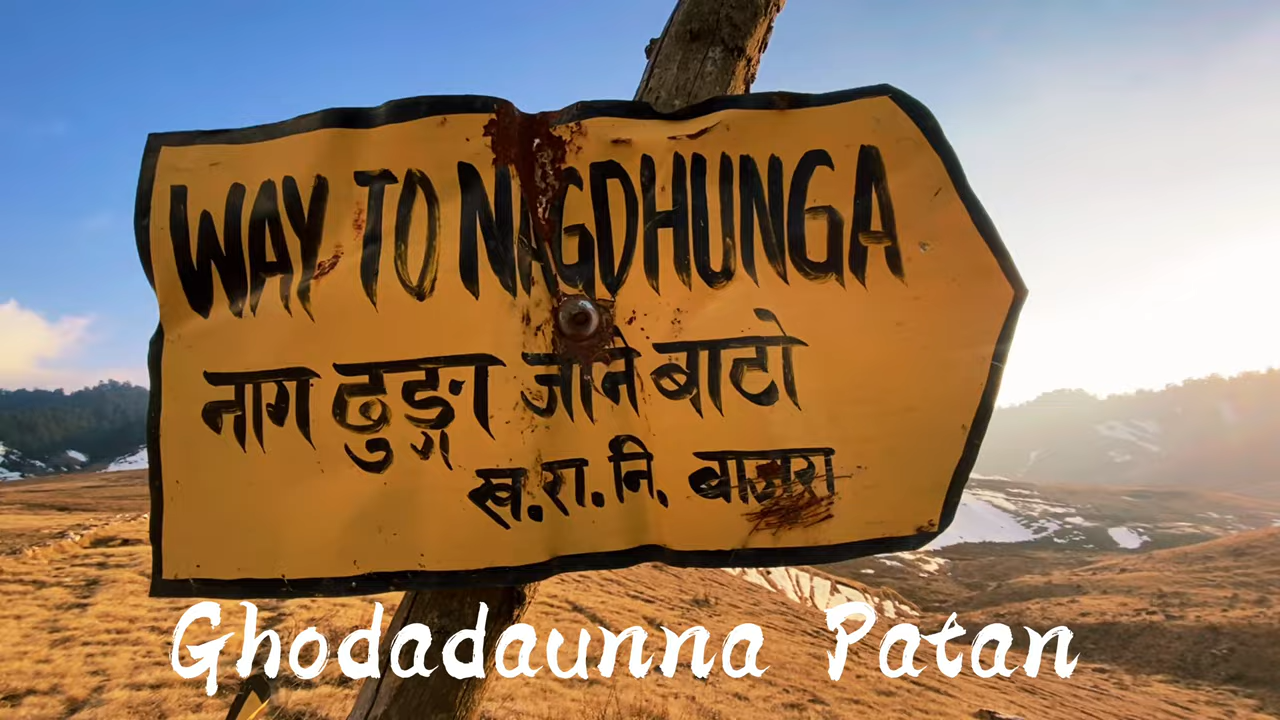 WAY TO NAGDHUNGA
नाग ढुङ्गा जाने बाटो
ख.रा.नि.
Ghodadaunna Patan